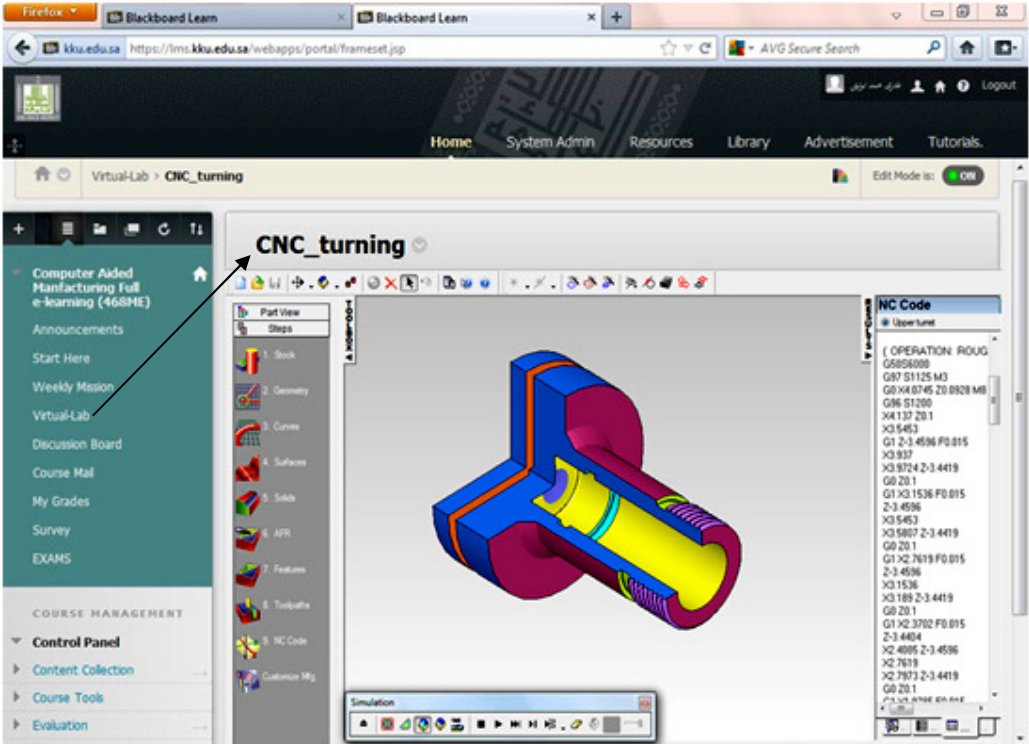 Firefox
Blackboard Learn
Blackboard Learn
kku.edu.sa
https://lms.kku.edu.sa/webapps/portal/frameset.jsp
AVG Secure Search
Logout
Home
System Admin
Resources
Library
Advertisement
Tutorials.
Virtual-Lab > CNC_turning
Edit Mode is: ON
CNC_turning
Computer Aided
Manfacturing Full
e-learning (468ME)
Announcements
Start Here
Weekly Mission
Virtual-Lab
Discussion Board
Course Mail
My Grades
Survey
EXAMS
COURSE MANAGEMENT
Control Panel
Content Collection
Course Tools
Evaluation
Part View
Steps
1. Stock
2. Geometry
3. Curves
4. Surfaces
5. Solids
6. AFR
7. Features
8. Toolpaths
9. NC Code
Customize Mfg
TOOLBOX
RESULTS
Simulation
NC Code
Upper turret
( OPERATION: ROUG
G50S6000
G97 S1125 M3
G0 X4.0745 Z0.0928 M8
G96 S1200
X4.137 Z0.1
X3.5453
G1 Z-3.4596 F0.015
X3.937
X3.9724 Z-3.4419
G0 Z0.1
G1 X3.1536 F0.015
Z-3.4596
X3.5453
X3.5807 Z-3.4419
G0 Z0.1
G1 X2.7619 F0.015
Z-3.4596
X3.1536
X3.189 Z-3.4419
G0 Z0.1
G1 X2.3702 F0.015
Z-3.4404
X2.4085 Z-3.4596
X2.7619
X2.7973 Z-3.4419
G0 Z0.1